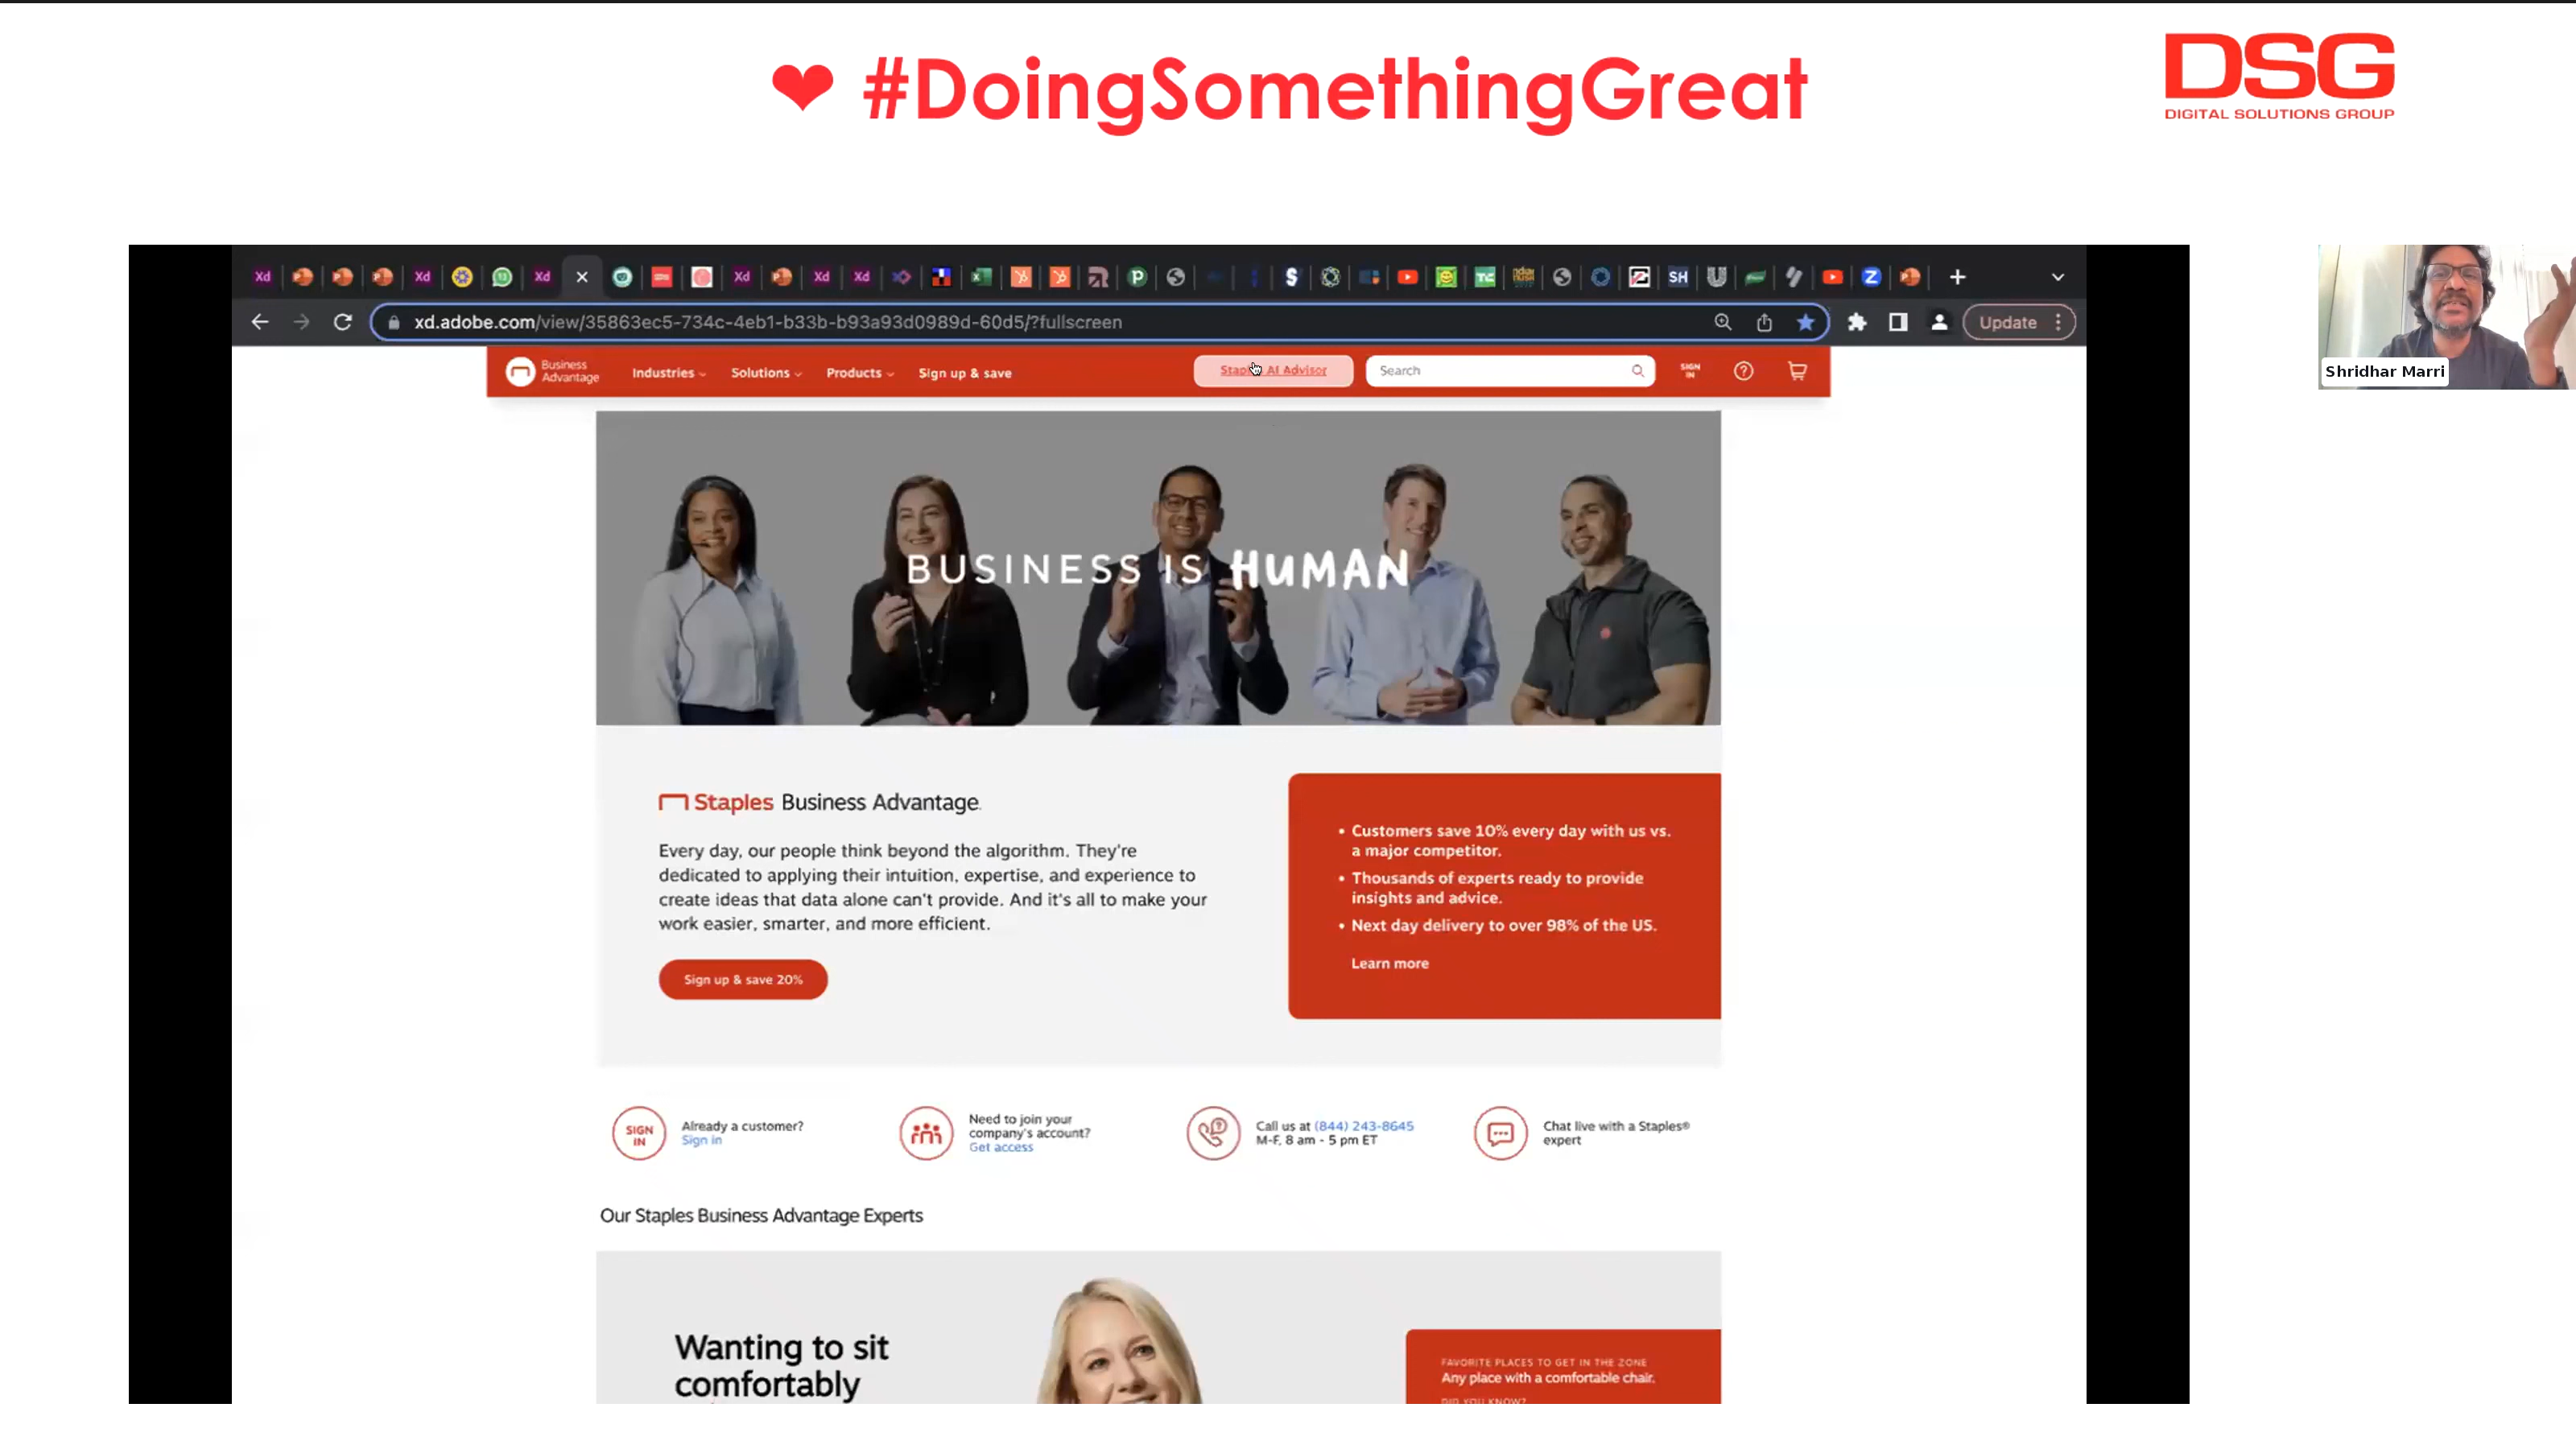 ❤ #DoingSomethingGreat
DSG
DIGITAL SOLUTIONS GROUP
xd.adobe.com/view/35863ec5-734c-4eb1-b33b-b93a93d0989d-60d5/?fullscreen
Update
Business
Advantage
Industries
Solutions
Products
Sign up & save
AI Advisor
Search
SIGN
IN
Shridhar Marri
BUSINESS IS HUMAN
Staples Business Advantage
Every day, our people think beyond the algorithm. They're
dedicated to applying their intuition, expertise, and experience to
create ideas that data alone can't provide. And it's all to make your
work easier, smarter, and more efficient.
Sign up & save 20%
• Customers save 10% every day with us vs.
a major competitor.
• Thousands of experts ready to provide
insights and advice.
• Next day delivery to over 98% of the US.
Learn more
SIGN
IN
Already a customer?
Sign in
Need to join your
company's account?
Get access
Call us at (844) 243-8645
M-F, 8 am - 5 pm ET
Chat live with a Staples®
expert
Our Staples Business Advantage Experts
Wanting to sit
comfortably
FAVORITE PLACES TO GET IN THE ZONE
Any place with a comfortable chair.
DID YOU KNOW?